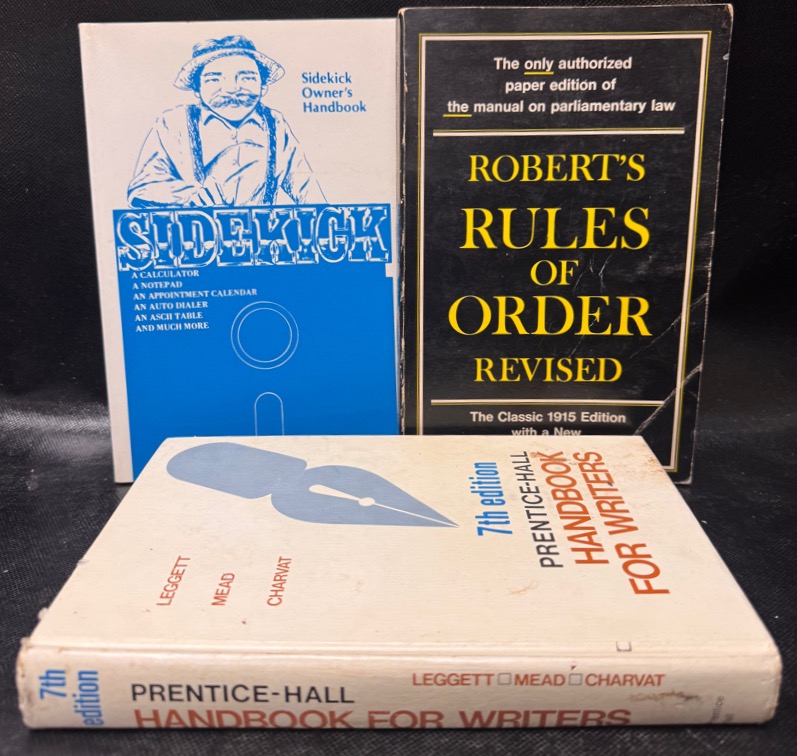 Sidekick
Owner's
Handbook
SIDEKICK
A CALCULATOR
A NOTEPAD
AN APPOINTMENT CALENDAR
AN AUTO DIALER
AN ASCII TABLE
AND MUCH MORE
The only authorized
paper edition of
the manual on parliamentary law
ROBERT'S
RULES
OF
ORDER
REVISED
The Classic 1915 Edition
with a New
7th edition
PRENTICE-HALL
HANDBOOK
FOR WRITERS
LEGGETT
MEAD
CHARVAT
7th
edition
PRENTICE-HALL
HANDBOOK FOR WRITERS
LEGGETT □ MEAD □ CHARVAT